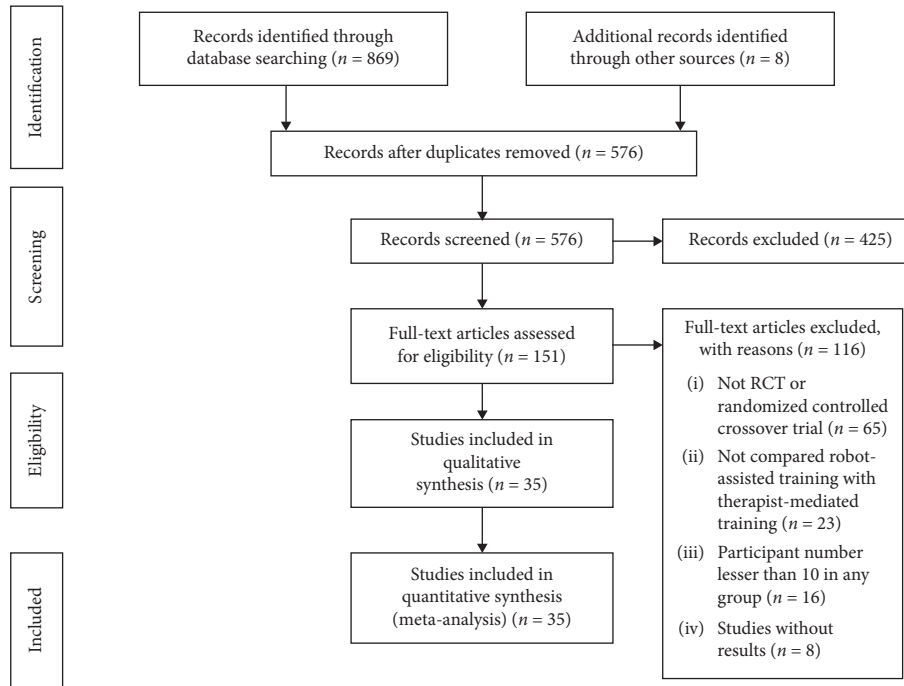 Identification
Records identified through
database searching (n = 869)
Additional records identified
through other sources (n = 8)
Records after duplicates removed (n = 576)
Screening
Records screened (n = 576)
Records excluded (n = 425)
Eligibility
Full-text articles assessed
for eligibility (n = 151)
Full-text articles excluded,
with reasons (n = 116)
(i) Not RCT or
randomized controlled
crossover trial (n = 65)
(ii) Not compared robot-
assisted training with
therapist-mediated
training (n = 23)
(iii) Participant number
lesser than 10 in any
group (n = 16)
(iv) Studies without
results (n = 8)
Studies included in
qualitative
synthesis (n = 35)
Included
Studies included in
quantitative synthesis
(meta-analysis) (n = 35)